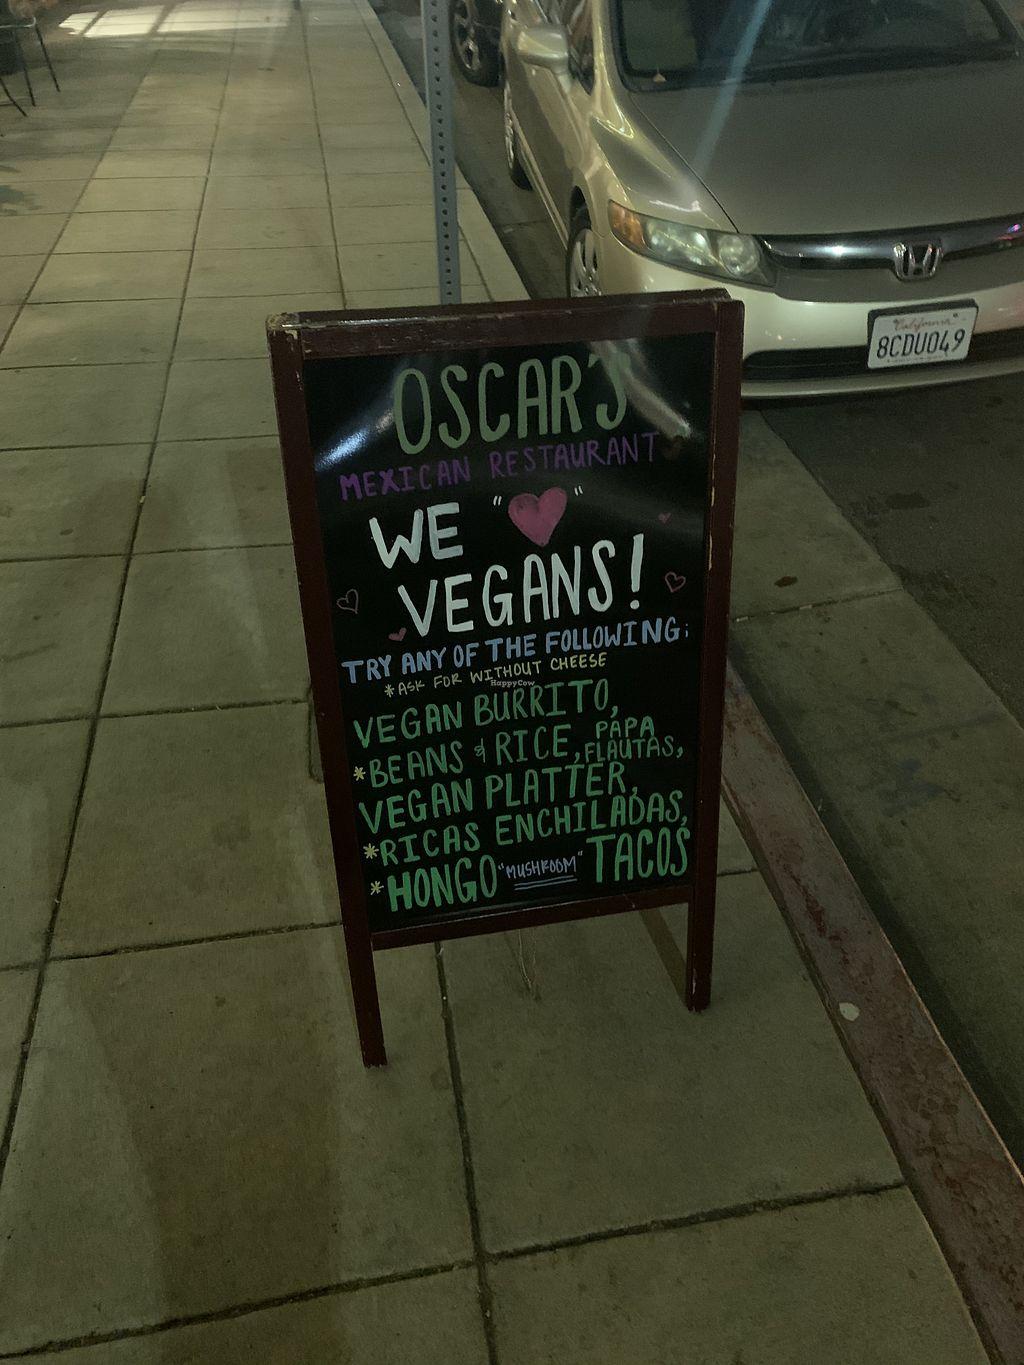 California
8CDU049
OSCAR'S
MEXICAN RESTAURANT
WE "♥"
VEGANS!
TRY ANY OF THE FOLLOWING:
*ASK FOR WITHOUT CHEESE
HappyCow
VEGAN BURRITO,
*BEANS & RICE, PAPA FLAUTAS,
VEGAN PLATTER,
*RICAS ENCHILADAS,
*HONGO "MUSHROOM" TACOS